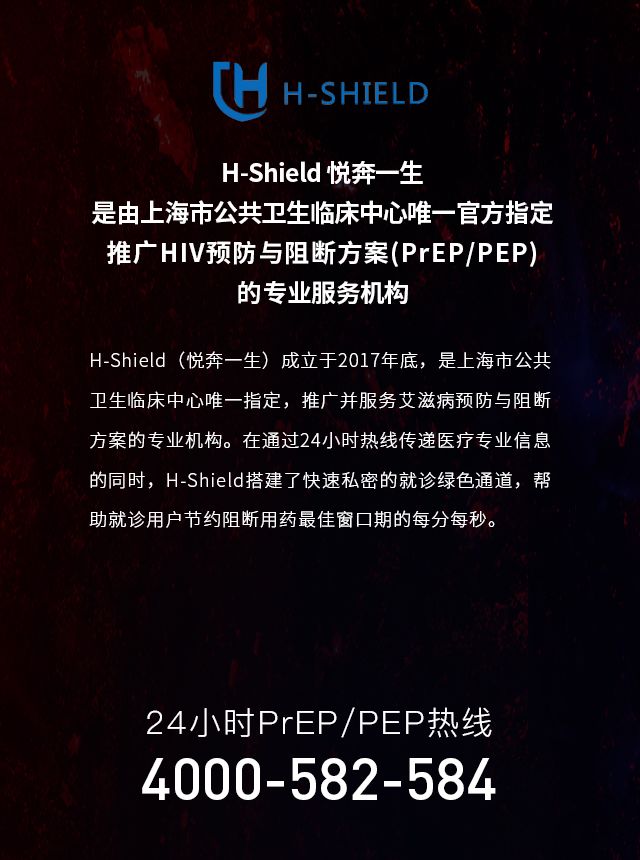 H-SHIELD
H-Shield 悦奔一生
是由上海市公共卫生临床中心唯一官方指定
推广HIV预防与阻断方案(PrEP/PEP)
的专业服务机构
H-Shield（悦奔一生）成立于2017年底，是上海市公共
卫生临床中心唯一指定，推广并服务艾滋病预防与阻断
方案的专业机构。在通过24小时热线传递医疗专业信息
的同时，H-Shield搭建了快速私密的就诊绿色通道，帮
助就诊用户节约阻断用药最佳窗口期的每分每秒。
24小时PrEP/PEP热线
4000-582-584